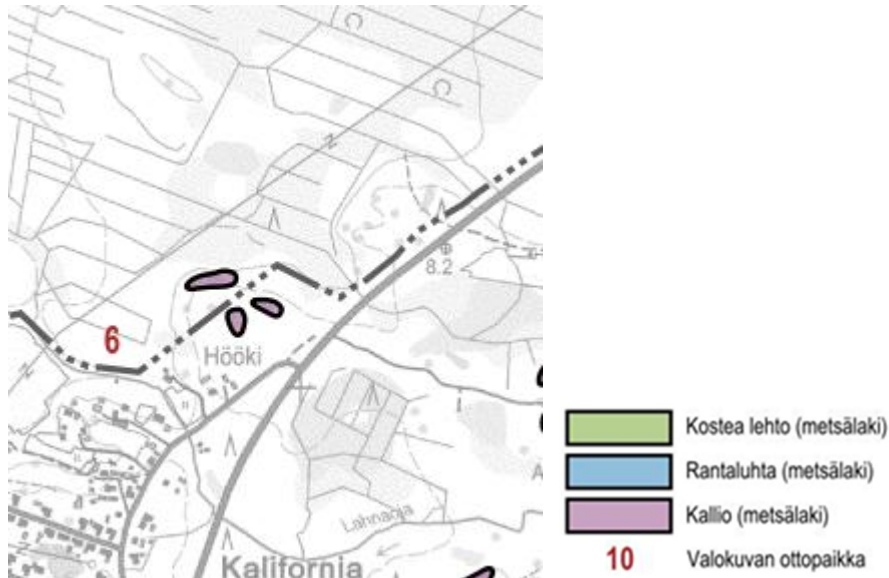 8.2
6
Hööki
Lahnaoja
Kalifornia
Kostea lehto (metsälaki)
Rantaluhta (metsälaki)
Kallio (metsälaki)
10 Valokuvan ottopaikka